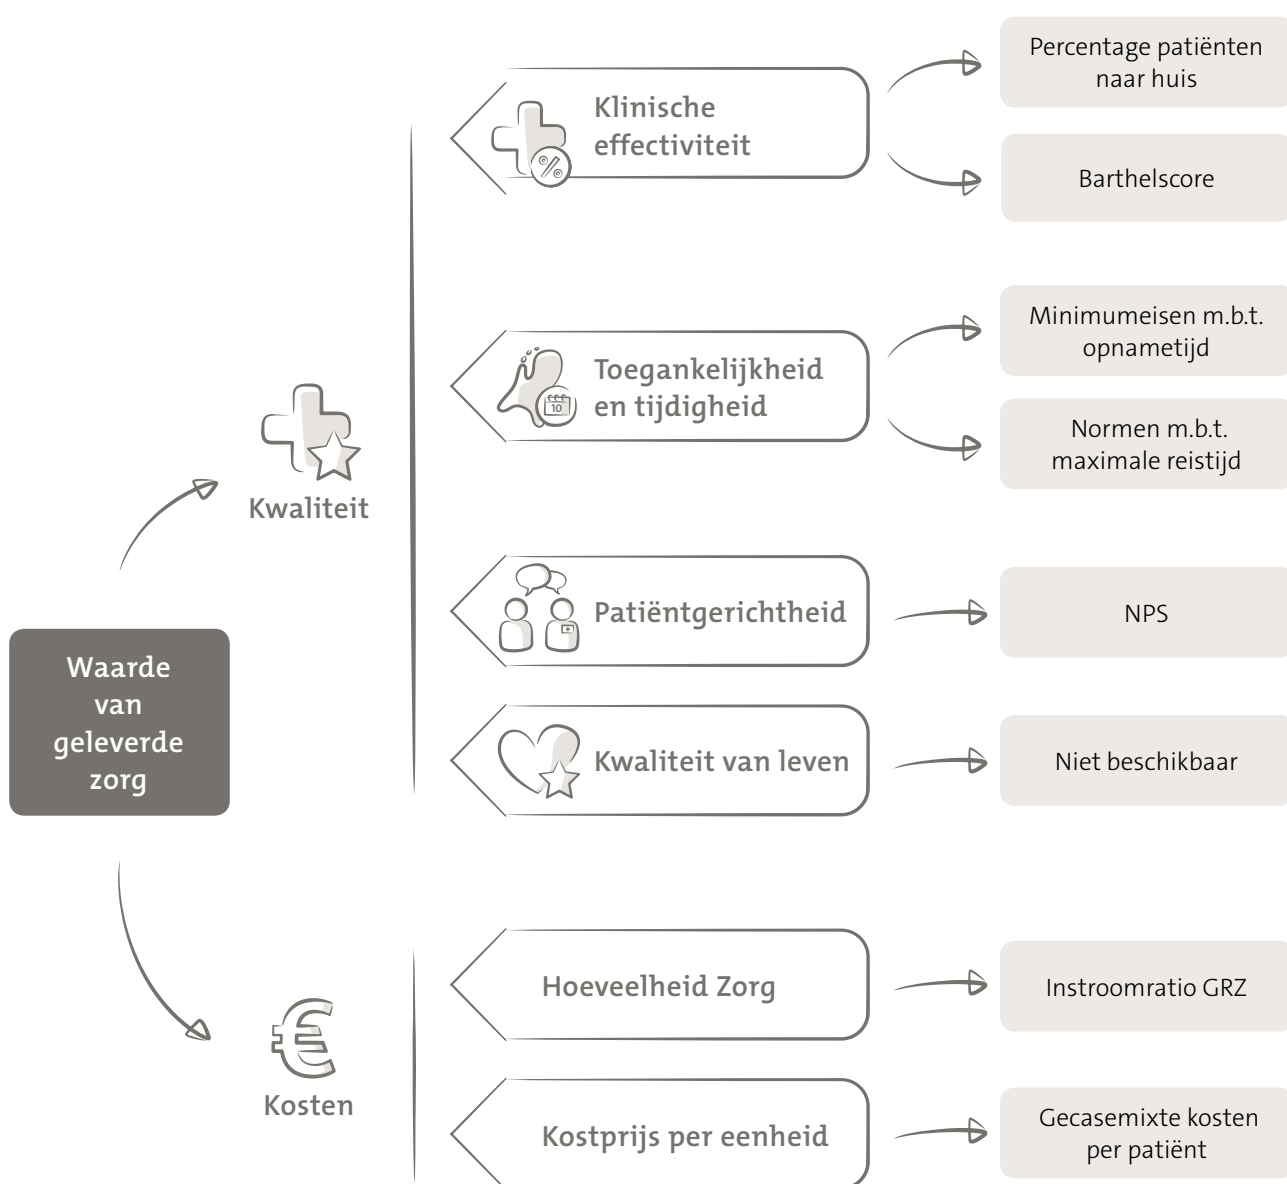 Percentage patiënten
naar huis
Klinische
effectiviteit
%
Barthelscore
Minimumeisen m.b.t.
opnametijd
Toegankelijkheid
en tijdigheid
10
Normen m.b.t.
maximale reistijd
Kwaliteit
Patiëntgerichtheid
NPS
Waarde
van
geleverde
zorg
Kwaliteit van leven
Niet beschikbaar
Hoeveelheid Zorg
Instroomratio GRZ
€
Kosten
Kostprijs per eenheid
Gecasemixte kosten
per patiënt